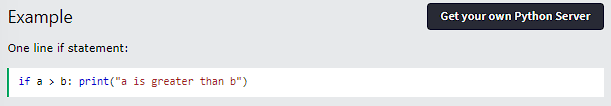 Example
Get your own Python Server
One line if statement:
if a > b: print("a is greater than b")